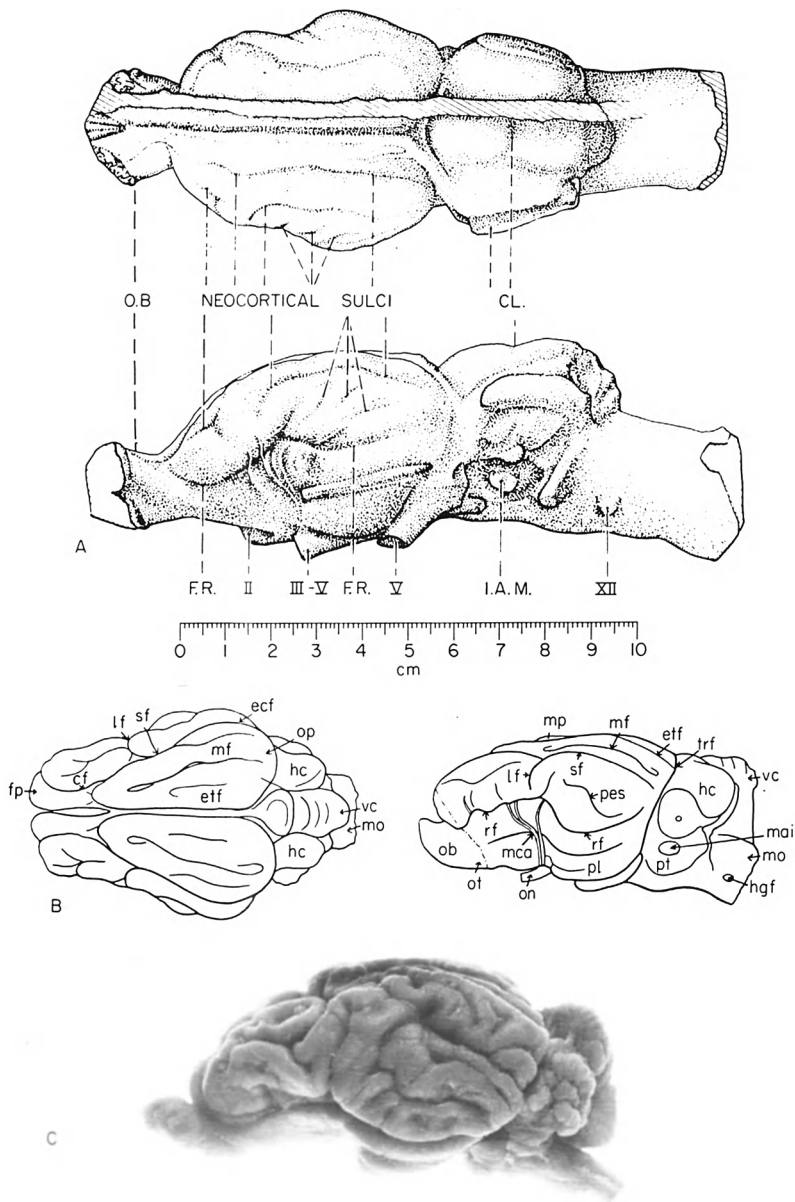 O.B NEOCORTICAL SULCI CL.
A
F.R. II III-V F.R. V I.A.M. XII
0 1 2 3 4 5 6 7 8 9 10
cm
lf sf ecf
op
mf
fp cf hc
etf vc
mo
hc
B
mp mf etf trf
lf sf hc vc
pes
rf
ob mca rf mai
pt mo
ot pl
on hgf
C